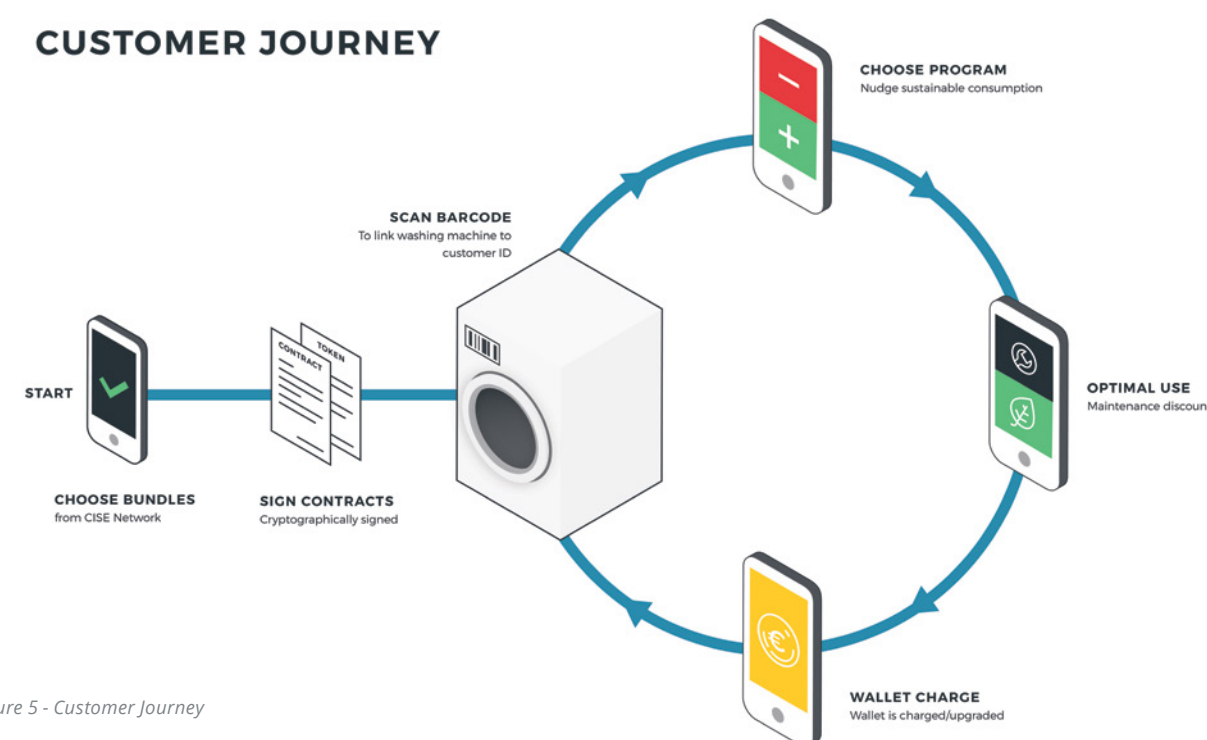 CUSTOMER JOURNEY
CHOOSE PROGRAM
Nudge sustainable consumption
SCAN BARCODE
To link washing machine to
customer ID
START
CONTRACT
TOKEN
CHOOSE BUNDLES
from CISE Network
SIGN CONTRACTS
Cryptographically signed
OPTIMAL USE
Maintenance discoun
WALLET CHARGE
Wallet is charged/upgraded
ure 5 - Customer Journey